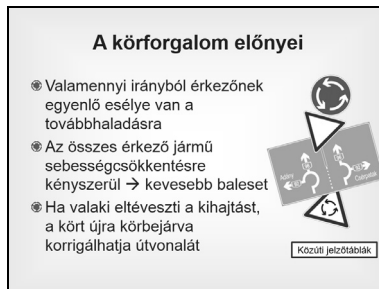 A körforgalom előnyei
Valamennyi irányból érkezőnek
egyenlő esélye van a
továbbhaladásra
Az összes érkező jármű
sebességcsökkentésre
kényszerül → kevesebb baleset
Ha valaki eltéveszti a kihajtást,
a kört újra körbejárva
korrigálhatja útvonalát
Közúti jelzőtáblák